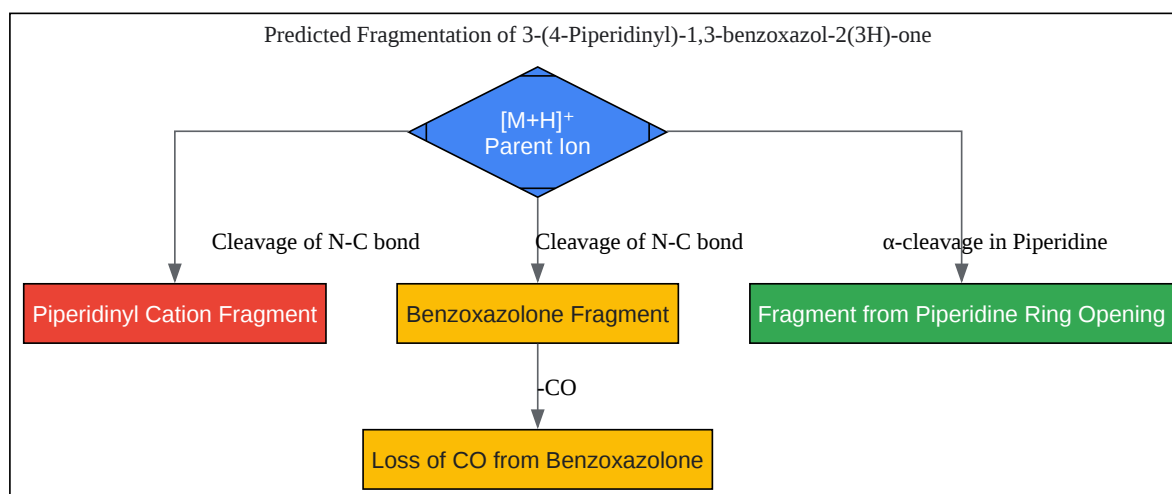 Predicted Fragmentation of 3-(4-Piperidinyl)-1,3-benzoxazol-2(3H)-one
[M+H]⁺
Parent Ion
Cleavage of N-C bond
Cleavage of N-C bond
α-cleavage in Piperidine
Piperidinyl Cation Fragment
Benzoxazolone Fragment
Fragment from Piperidine Ring Opening
-CO
Loss of CO from Benzoxazolone